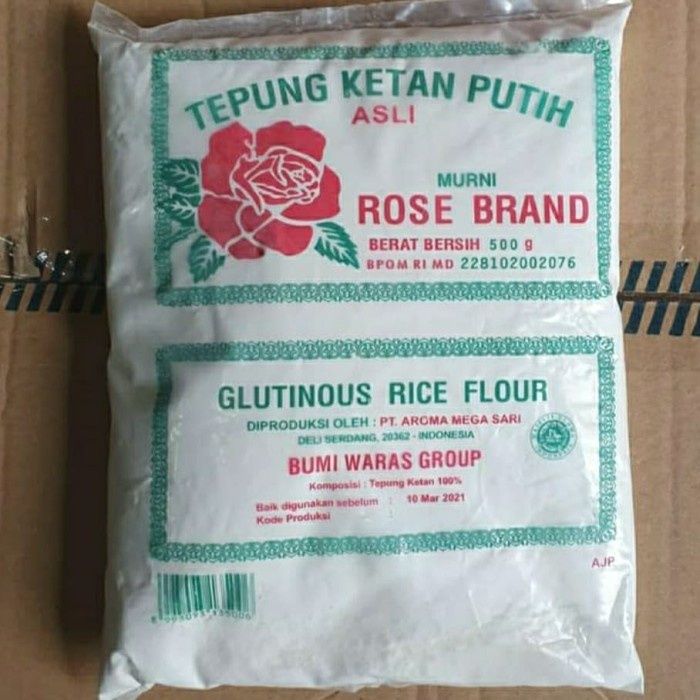 TEPUNG KETAN PUTIH
ASLI
MURNI
ROSE BRAND
BERAT BERSIH 500 g
BPOM RI MD 228102002076
GLUTINOUS RICE FLOUR
DIPRODUKSI OLEH : PT. AROMA MEGA SARI
DELI SERDANG, 20362 - INDONESIA
BUMI WARAS GROUP
Komposisi : Tepung Ketan 100%
Baik digunakan sebelum : 10 Mar 2021
Kode Produksi
AJP